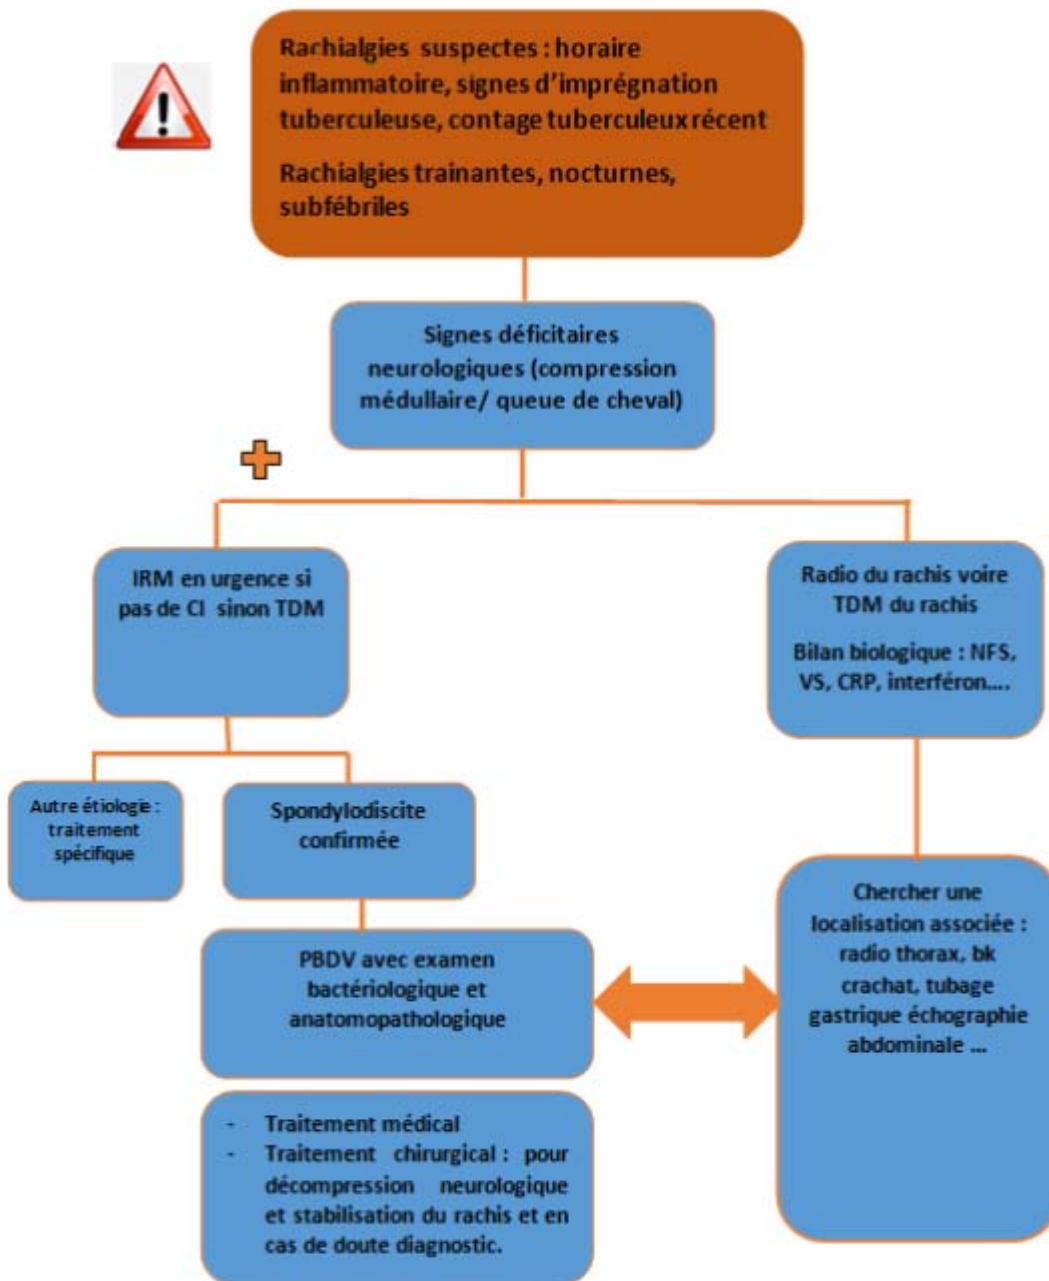 Rachialgies suspectes : horaire
inflammatoire, signes d'imprégnation
tuberculeuse, contage tuberculeux récent
Rachialgies trainantes, nocturnes,
subfébriles
Signes déficitaires
neurologiques (compression
médullaire/ queue de cheval)
IRM en urgence si
pas de CI sinon TDM
Radio du rachis voire
TDM du rachis
Bilan biologique : NFS,
VS, CRP, interféron....
Autre étiologie :
traitement
spécifique
Spondylodiscite
confirmée
PBDV avec examen
bactériologique et
anatomopathologique
Chercher une
localisation associée :
radio thorax, bk
crachat, tubage
gastrique échographie
abdominale ...
- Traitement médical
- Traitement chirurgical : pour
décompression neurologique
et stabilisation du rachis et en
cas de doute diagnostic.